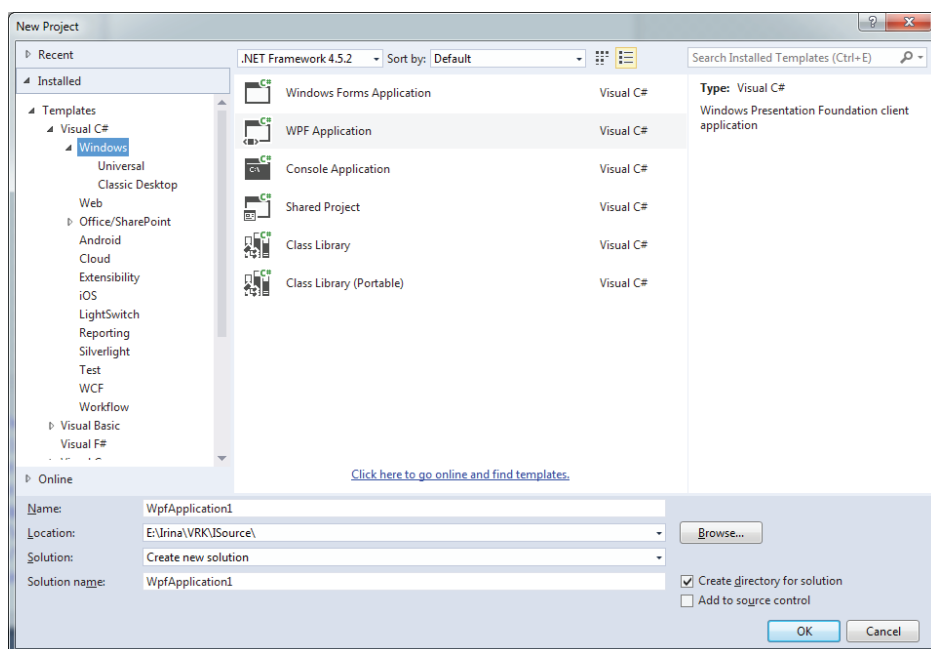 New Project
Recent
.NET Framework 4.5.2 Sort by: Default
Search Installed Templates (Ctrl+E)
Installed
Templates
Visual C#
Windows
Universal
Classic Desktop
Web
Office/SharePoint
Android
Cloud
Extensibility
iOS
LightSwitch
Reporting
Silverlight
Test
WCF
Workflow
Visual Basic
Visual F#
Online
Windows Forms Application Visual C#
WPF Application Visual C#
Console Application Visual C#
Shared Project Visual C#
Class Library Visual C#
Class Library (Portable) Visual C#
Click here to go online and find templates.
Type: Visual C#
Windows Presentation Foundation client
application
Name: WpfApplication1
Location: E:\Irina\VRK\ISource\
Browse...
Solution: Create new solution
Solution name: WpfApplication1
Create directory for solution
Add to source control
OK Cancel